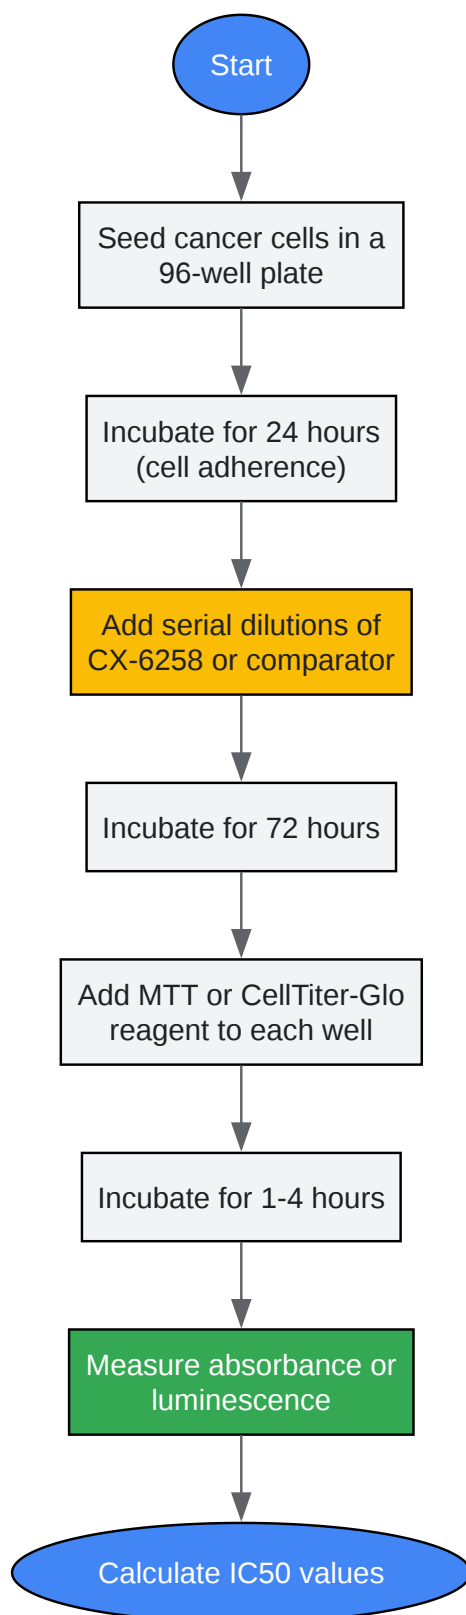 Start
Seed cancer cells in a
96-well plate
Incubate for 24 hours
(cell adherence)
Add serial dilutions of
CX-6258 or comparator
Incubate for 72 hours
Add MTT or CellTiter-Glo
reagent to each well
Incubate for 1-4 hours
Measure absorbance or
luminescence
Calculate IC50 values